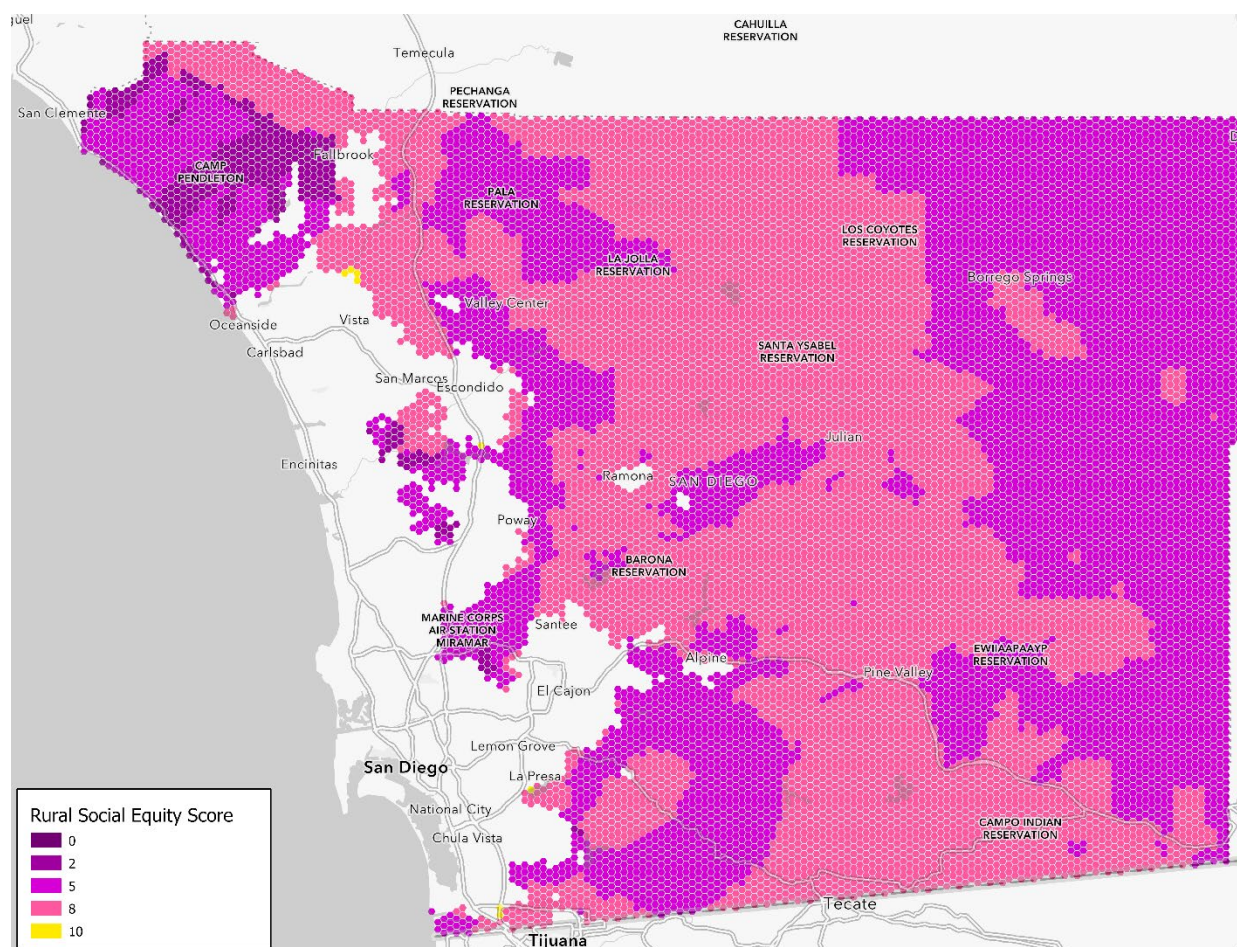 guel
CAHUILLA
RESERVATION
Temecula
PECHANGA
RESERVATION
San Clemente
D
Fallbrook
CAMP
PENDLETON
PALA
RESERVATION
LOS COYOTES
RESERVATION
LA JOLLA
RESERVATION
Borrego Springs
Valley Center
Oceanside
Vista
Carlsbad
SANTA YSABEL
RESERVATION
San Marcos
Escondido
Julian
Encinitas
Ramona
SAN DIEGO
Poway
BARONA
RESERVATION
MARINE CORPS
AIR STATION
MIRAMAR
Santee
Alpine
EWIIAAPAAYP
RESERVATION
Pine Valley
El Cajon
Lemon Grove
San Diego
La Presa
National City
Chula Vista
CAMPO INDIAN
RESERVATION
Tecate
Tijuana
Rural Social Equity Score
0
2
5
8
10